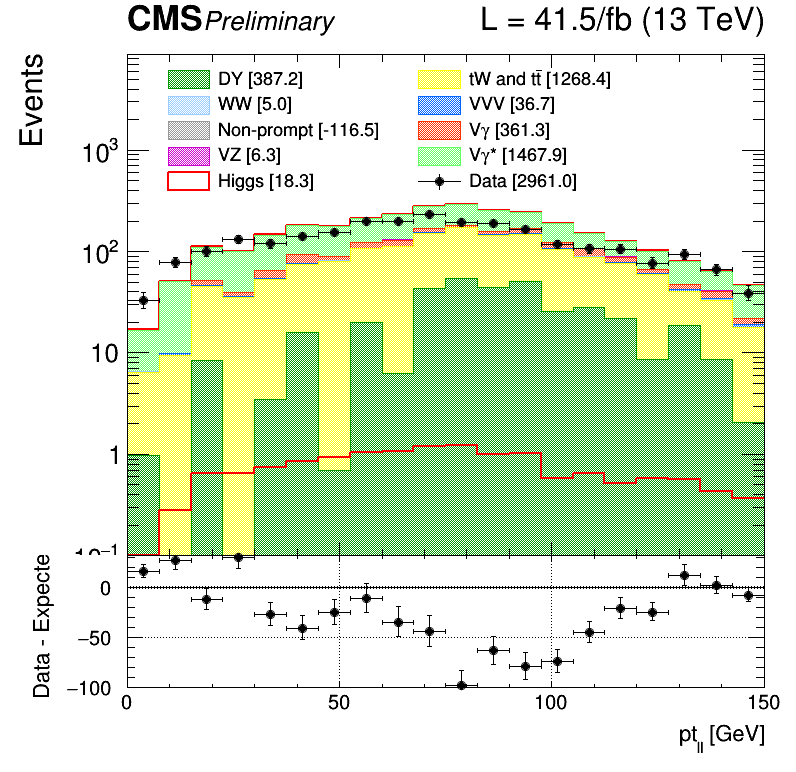 CMS Preliminary L = 41.5/fb (13 TeV)
Events
DY [387.2] tW and tt̄ [1268.4]
WW [5.0] VVV [36.7]
Non-prompt [-116.5] Vγ [361.3]
VZ [6.3] Vγ* [1467.9]
Higgs [18.3] Data [2961.0]
10³
10²
10
1
10⁻¹
Data - Expecte
0
−50
−100
0 50 100 150
pt_ll [GeV]